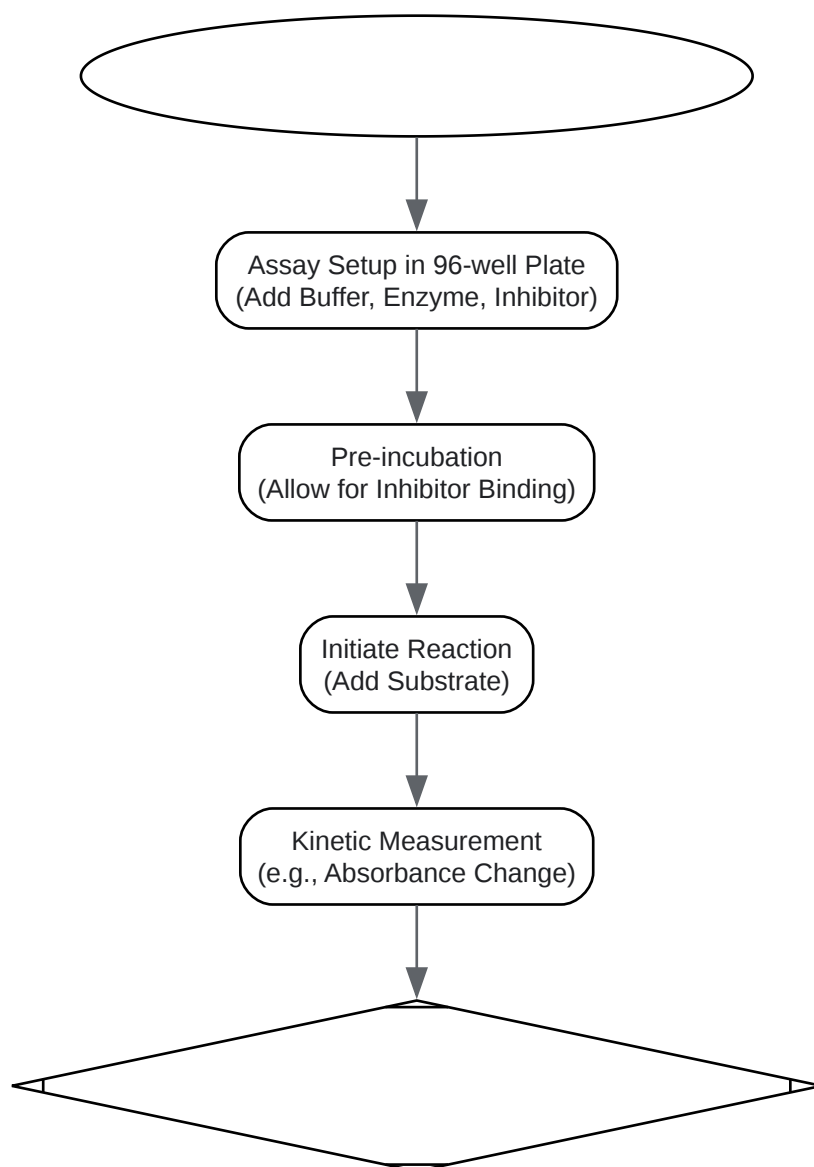 Assay Setup in 96-well Plate
(Add Buffer, Enzyme, Inhibitor)
Pre-incubation
(Allow for Inhibitor Binding)
Initiate Reaction
(Add Substrate)
Kinetic Measurement
(e.g., Absorbance Change)